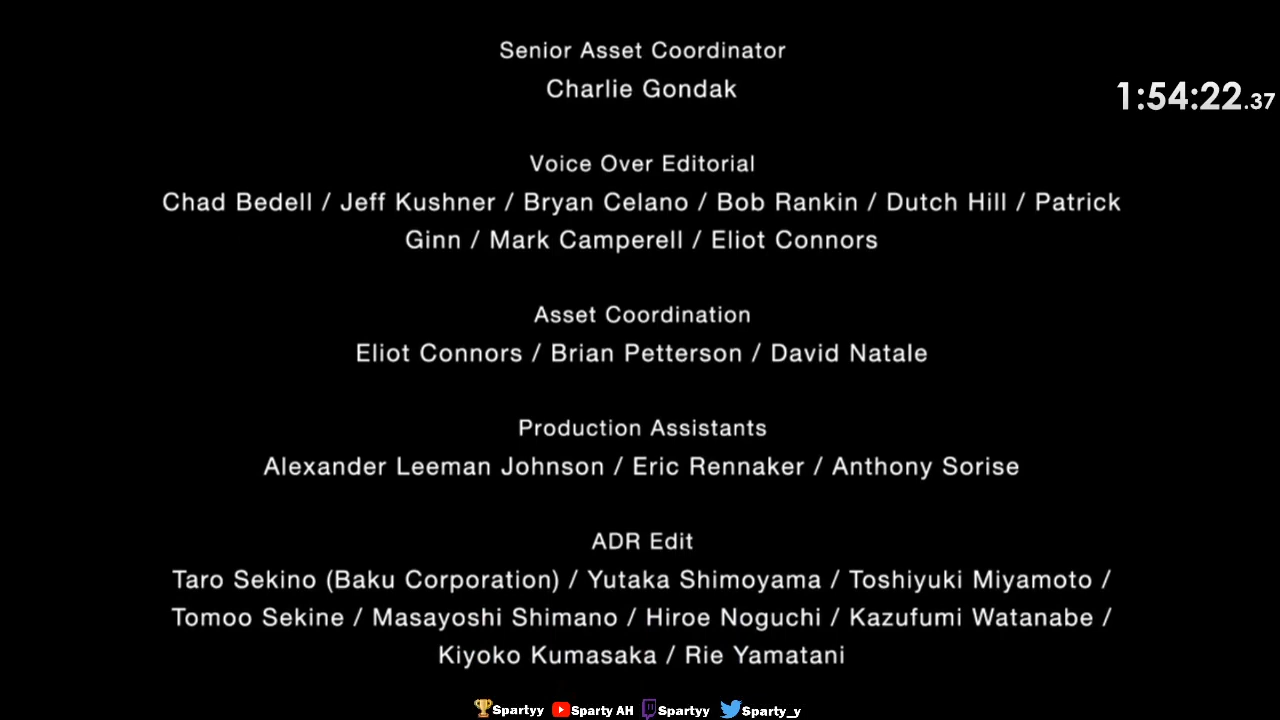 Senior Asset Coordinator
Charlie Gondak
1:54:22.37
Voice Over Editorial
Chad Bedell / Jeff Kushner / Bryan Celano / Bob Rankin / Dutch Hill / Patrick
Ginn / Mark Camperell / Eliot Connors
Asset Coordination
Eliot Connors / Brian Petterson / David Natale
Production Assistants
Alexander Leeman Johnson / Eric Rennaker / Anthony Sorise
ADR Edit
Taro Sekino (Baku Corporation) / Yutaka Shimoyama / Toshiyuki Miyamoto /
Tomoo Sekine / Masayoshi Shimano / Hiroe Noguchi / Kazufumi Watanabe /
Kiyoko Kumasaka / Rie Yamatani
Spartyy Sparty AH Spartyy Sparty_y